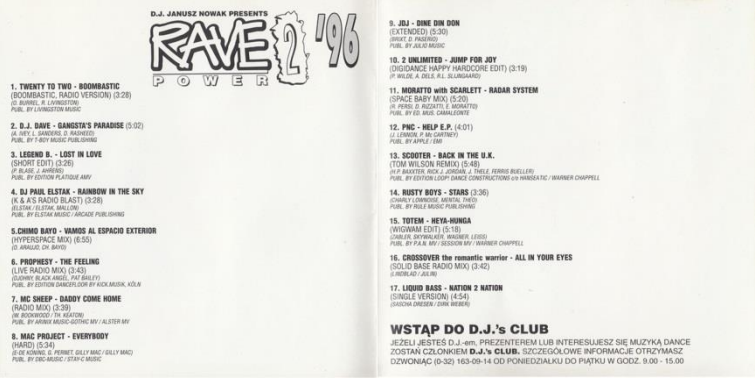 D.J. JANUSZ NOWAK PRESENTS
RAVE 2 '96
POWER
1. TWENTY TO TWO - BOOMBASTIC
(BOOMBASTIC, RADIO VERSION) (3:28)
(O. BURREL, R. LIVINGSTON)
PUBL. BY LIVINGSTON MUSIC
2. D.J. DAVE - GANGSTA'S PARADISE (5:02)
(A. IVEY, L. SANDERS, D. RASHEED)
PUBL. BY T-BOY MUSIC PUBLISHING
3. LEGEND B. - LOST IN LOVE
(SHORT EDIT) (3:26)
(P. BLASE, J. AHRENS)
PUBL. BY EDITION PLATIQUE AMV
4. DJ PAUL ELSTAK - RAINBOW IN THE SKY
(K & A'S RADIO BLAST) (3:28)
(ELSTAK / ELSTAK, MALLON)
PUBL. BY ELSTAK MUSIC / ARCADE PUBLISHING
5.CHIMO BAYO - VAMOS AL ESPACIO EXTERIOR
(HYPERSPACE MIX) (6:55)
(O. ARAUJO, CH. BAYO)
6. PROPHESY - THE FEELING
(LIVE RADIO MIX) (3:43)
(DJOHNY, BLACK ANGEL, PAT BAILEY)
PUBL. BY EDITION DANCEFLOOR BY KICK MUSIK, KÖLN
7. MC SHEEP - DADDY COME HOME
(RADIO MIX) (3:39)
(W. BOOKWOOD / TH. KEATON)
PUBL. BY ARINIX MUSIC-GOTHIC MV / ALSTER MV
8. MAC PROJECT - EVERYBODY
(HARD) (5:34)
(E-DE KONING, G. PERNET, GILLY MAC / GILLY MAC)
PUBL. BY DBC-MUSIC / STAY-C MUSIC
9. JDJ - DINE DIN DON
(EXTENDED) (5:30)
(BRIXT, D. PASERIO)
PUBL. BY JULIO MUSIC
10. 2 UNLIMITED - JUMP FOR JOY
(DIGIDANCE HAPPY HARDCORE EDIT) (3:19)
(P. WILDE, A. DELS, R.L. SLIJNGAARD)
11. MORATTO with SCARLETT - RADAR SYSTEM
(SPACE BABY MIX) (5:20)
(R. PERSI, D. RIZZATTI, E. MORATTO)
PUBL. BY ED. MUS. CAMALEONTE
12. PNC - HELP E.P. (4:01)
(J. LENNON, P. Mc CARTNEY)
PUBL. BY APPLE / EMI
13. SCOOTER - BACK IN THE U.K.
(TOM WILSON REMIX) (5:48)
(H.P. BAXXTER, RICK J. JORDAN, J. THELE, FERRIS BUELLER)
PUBL. BY EDITION LOOP! DANCE CONSTRUCTIONS c/o HANSEATIC / WARNER CHAPPELL
14. RUSTY BOYS - STARS (3:36)
(CHARLY LOWNOISE, MENTAL THEO)
PUBL. BY RULE MUSIC PUBLISHING
15. TOTEM - HEYA-HUNGA
(WIGWAM EDIT) (5:18)
(ZABLER, SKYWALKER, WAGNER, LEISS)
PUBL. BY P.A.N. MV / SESSION MV / WARNER CHAPPELL
16. CROSSOVER the romantic warrior - ALL IN YOUR EYES
(SOLID BASE RADIO MIX) (3:42)
(LINDBLAD / JULIN)
17. LIQUID BASS - NATION 2 NATION
(SINGLE VERSION) (4:54)
(SASCHA DRESEN / DIRK WEBER)
WSTĄP DO D.J.'s CLUB
JEŻELI JESTEŚ D.J.-em, PREZENTEREM LUB INTERESUJESZ SIĘ MUZYKĄ DANCE
ZOSTAŃ CZŁONKIEM D.J.'s CLUB. SZCZEGÓŁOWE INFORMACJE OTRZYMASZ
DZWONIĄC (0-32) 163-09-14 OD PONIEDZIAŁKU DO PIĄTKU W GODZ. 9.00 - 15.00